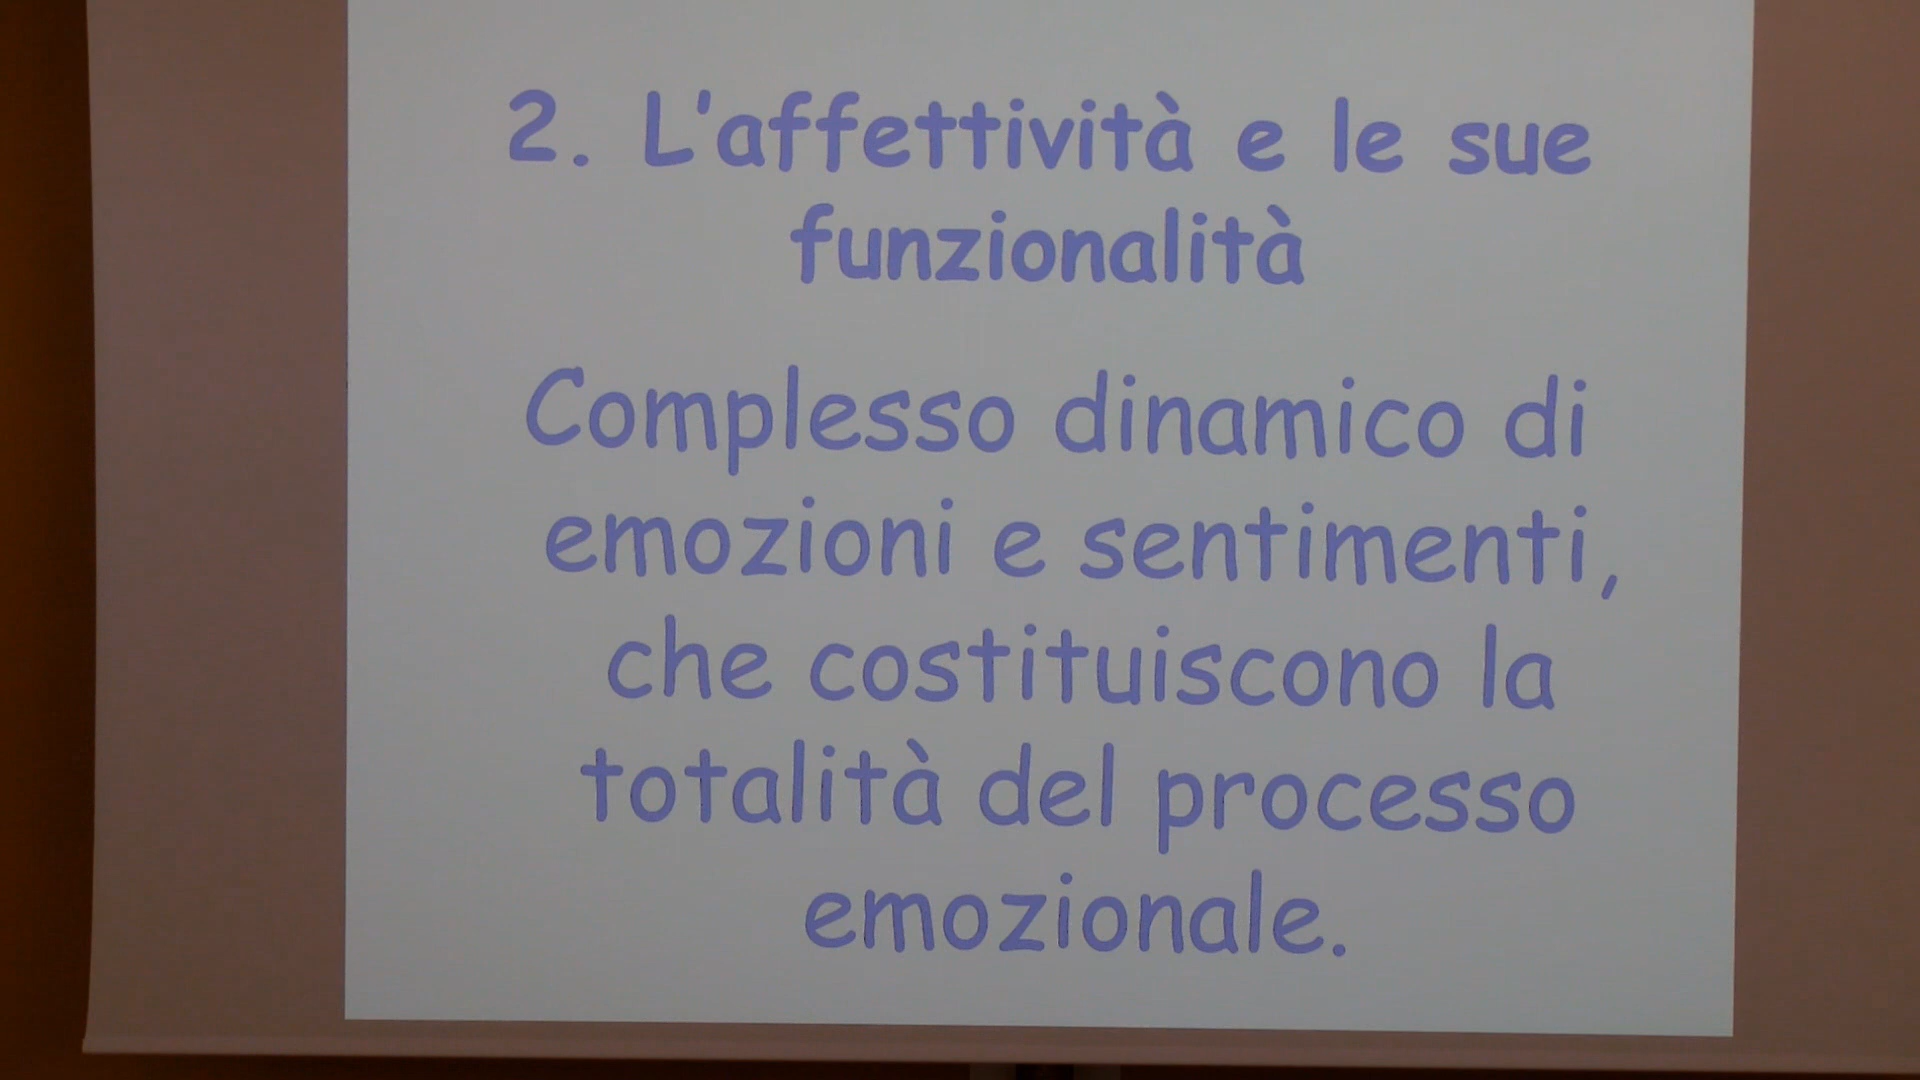 2. L'affettività e le sue
funzionalità
Complesso dinamico di
emozioni e sentimenti,
che costituiscono la
totalità del processo
emozionale.